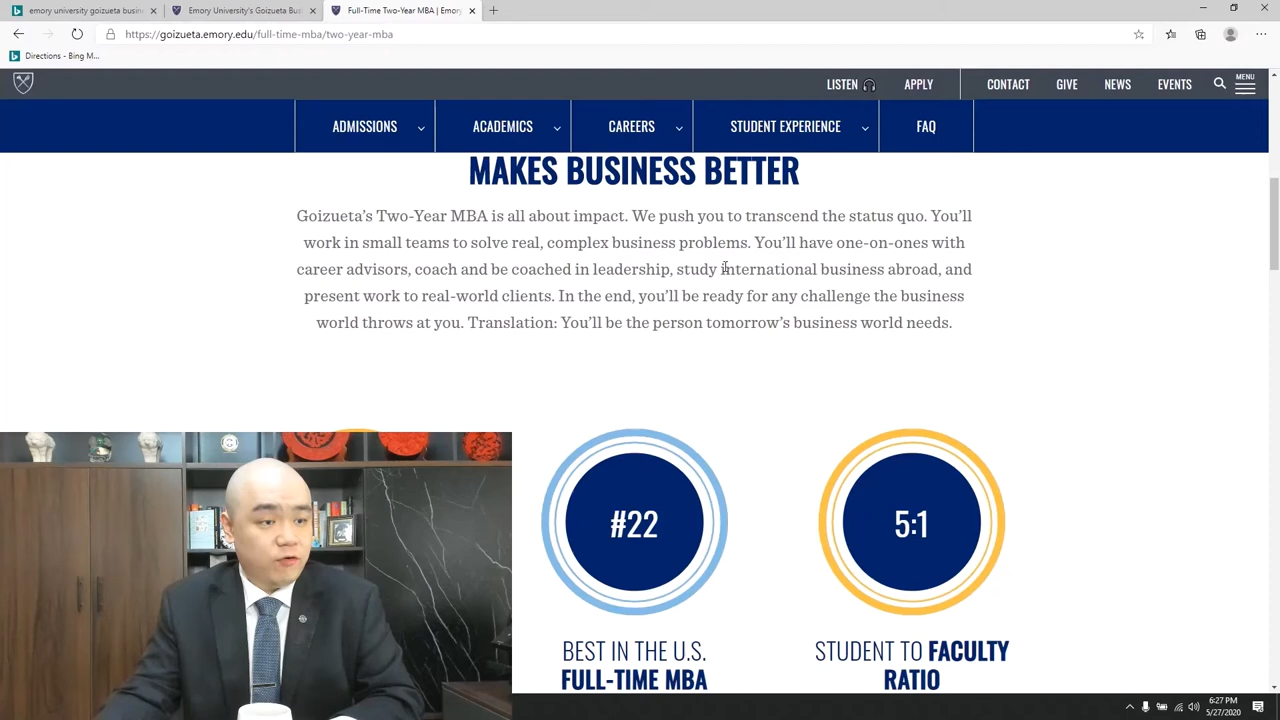 emory university goizueta busine
Emory University's Goizueta Busi
Full-Time Two-Year MBA | Emory
https://goizueta.emory.edu/full-time-mba/two-year-mba
Directions - Bing M...
LISTEN
APPLY
CONTACT
GIVE
NEWS
EVENTS
MENU
ADMISSIONS
ACADEMICS
CAREERS
STUDENT EXPERIENCE
FAQ
MAKES BUSINESS BETTER
Goizueta's Two-Year MBA is all about impact. We push you to transcend the status quo. You'll
work in small teams to solve real, complex business problems. You'll have one-on-ones with
career advisors, coach and be coached in leadership, study international business abroad, and
present work to real-world clients. In the end, you'll be ready for any challenge the business
world throws at you. Translation: You'll be the person tomorrow's business world needs.
#22
5:1
BEST IN THE U.S.
FULL-TIME MBA
STUDENT TO FACULTY
RATIO
6:27 PM
5/27/2020